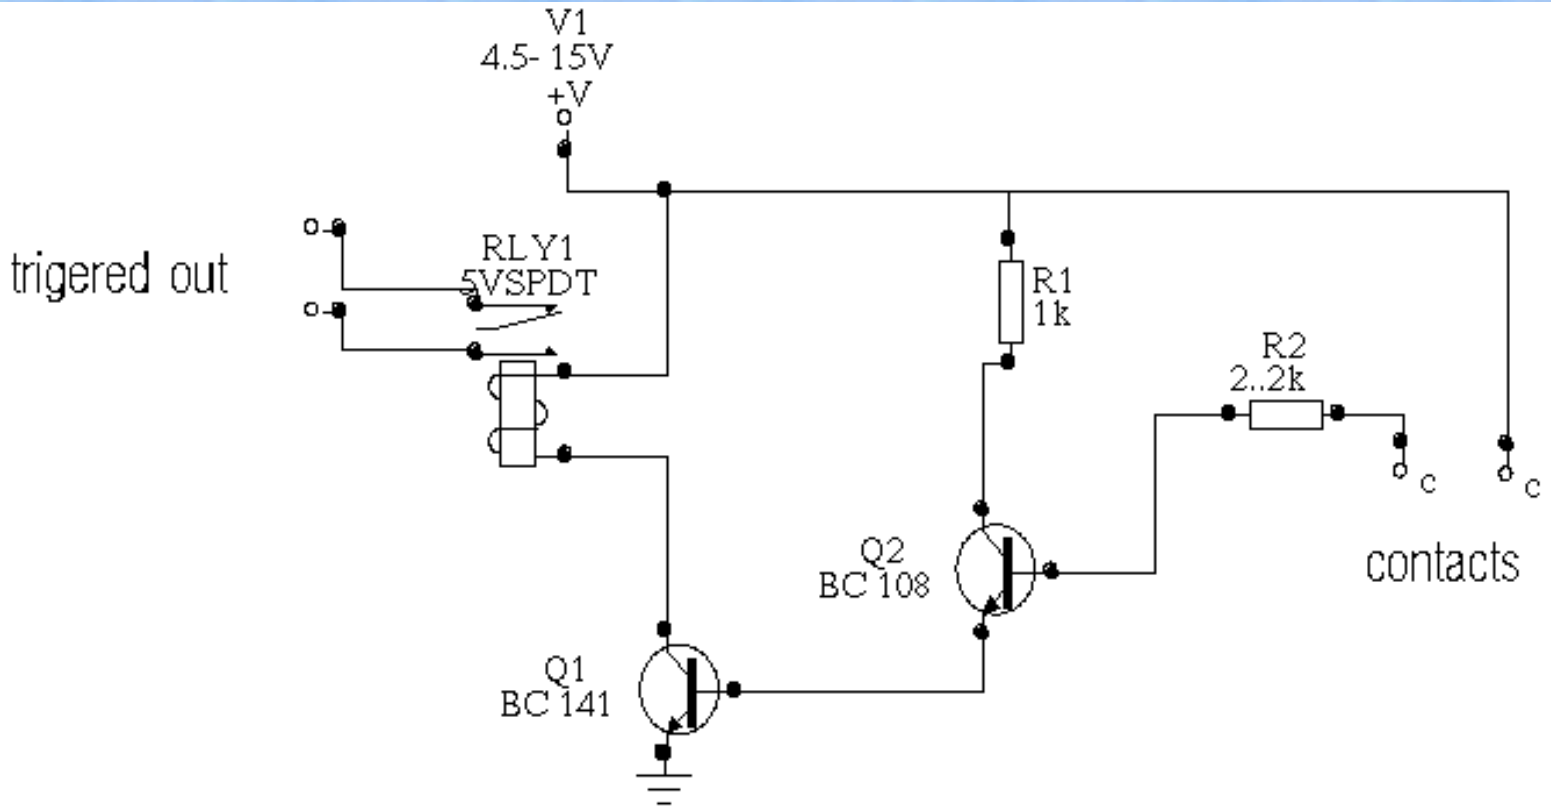 V1
4.5- 15V
+V
trigered out
RLY1
5VSPDT
R1
1k
R2
2..2k
c
c
contacts
Q2
BC 108
Q1
BC 141